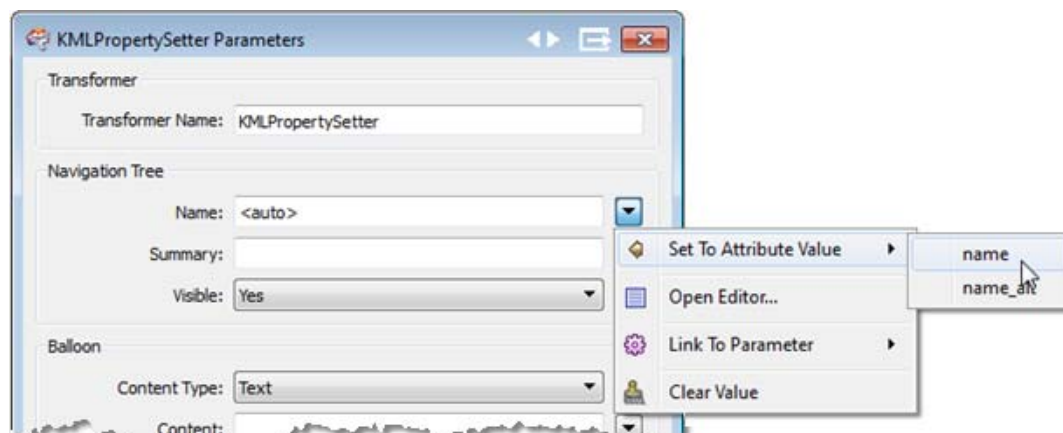 KMLPropertySetter Parameters
Transformer
Transformer Name: KMLPropertySetter
Navigation Tree
Name: <auto>
Summary:
Visible: Yes
Set To Attribute Value
name
name_alt
Open Editor...
Link To Parameter
Clear Value
Balloon
Content Type: Text
Content: